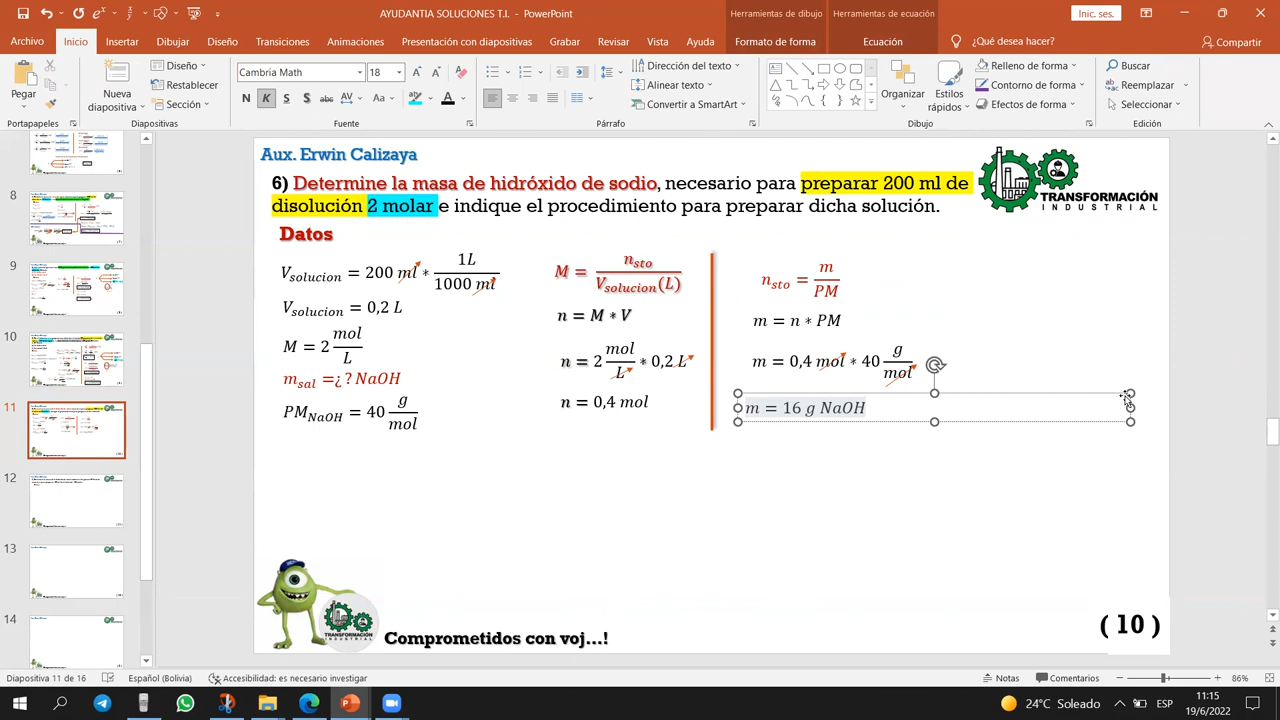 ADUMULANTIA SOLUCIONES T.I. - PowerPoint
Herramientas de dibujo
Herramientas de ecuación
Inic. ses.
Archivo Inicio Insertar Dibujar Diseño Transiciones Animaciones Presentación con diapositivas Grabar Revisar Vista Ayuda Formato de forma Ecuación ¿Qué desea hacer? Compartir
Pegar
Nueva diapositiva
Diseño
Restablecer
Sección
Cambria Math 18
N K S S abc AV Aa A
Dirección del texto
Alinear texto
Convertir a SmartArt
Organizar
Estilos rápidos
Relleno de forma
Contorno de forma
Efectos de forma
Buscar
Reemplazar
Seleccionar
Portapapeles Diapositivas Fuente Párrafo Dibujo Edición
8
9
10
11
12
13
14
Aux. Erwin Calizaya
6) Determine la masa de hidróxido de sodio, necesario para preparar 200 ml de
disolución 2 molar e indique el procedimiento para preparar dicha solución.
TRANSFORMACIÓN
INDUSTRIAL
Datos
V_solucion = 200 ml * 1L / 1000 ml
V_solucion = 0,2 L
M = 2 mol / L
m_sal =¿? NaOH
PM_NaOH = 40 g / mol
M = n_sto / V_solucion(L)
n = M * V
n = 2 mol / L * 0,2 L
n = 0,4 mol
n_sto = m / PM
m = n * PM
m = 0,4 mol * 40 g / mol
m = 16 g NaOH
TRANSFORMACIÓN
INDUSTRIAL
Comprometidos con voj...!
( 10 )
Diapositiva 11 de 16 Español (Bolivia) Accesibilidad: es necesario investigar Notas Comentarios 86%
24°C Soleado ESP 11:15
19/6/2022